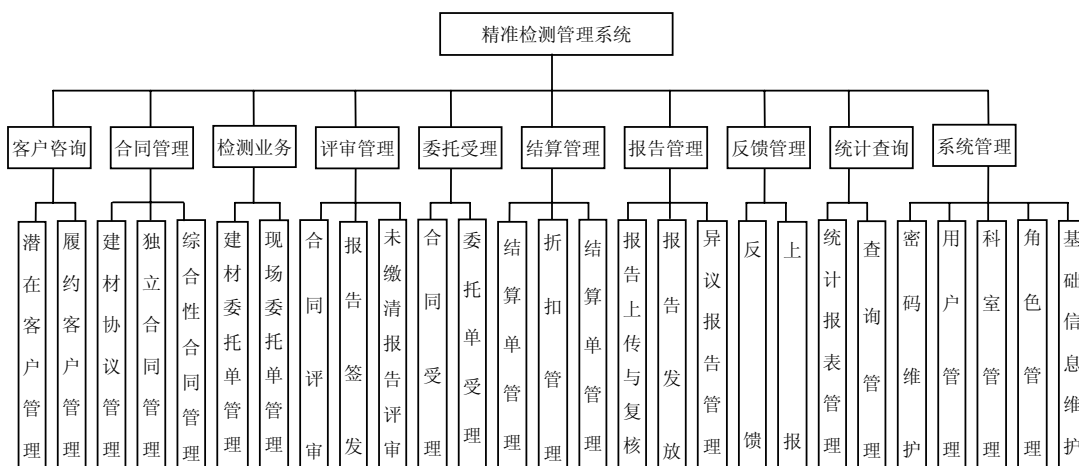 精准检测管理系统
客户咨询
合同管理
检测业务
评审管理
委托受理
结算管理
报告管理
反馈管理
统计查询
系统管理
潜在客户管理
履约客户管理
建材协议管理
独立合同管理
综合性合同管理
建材委托单管理
现场委托单管理
合同评审
报告签发
未缴清报告评审
合同受理
委托单受理
结算单管理
折扣管理
结算单管理
报告上传与复核
报告发放
异议报告管理
反馈
上报
统计报表管理
查询管理
密码维护
用户管理
科室管理
角色管理
基础信息维护